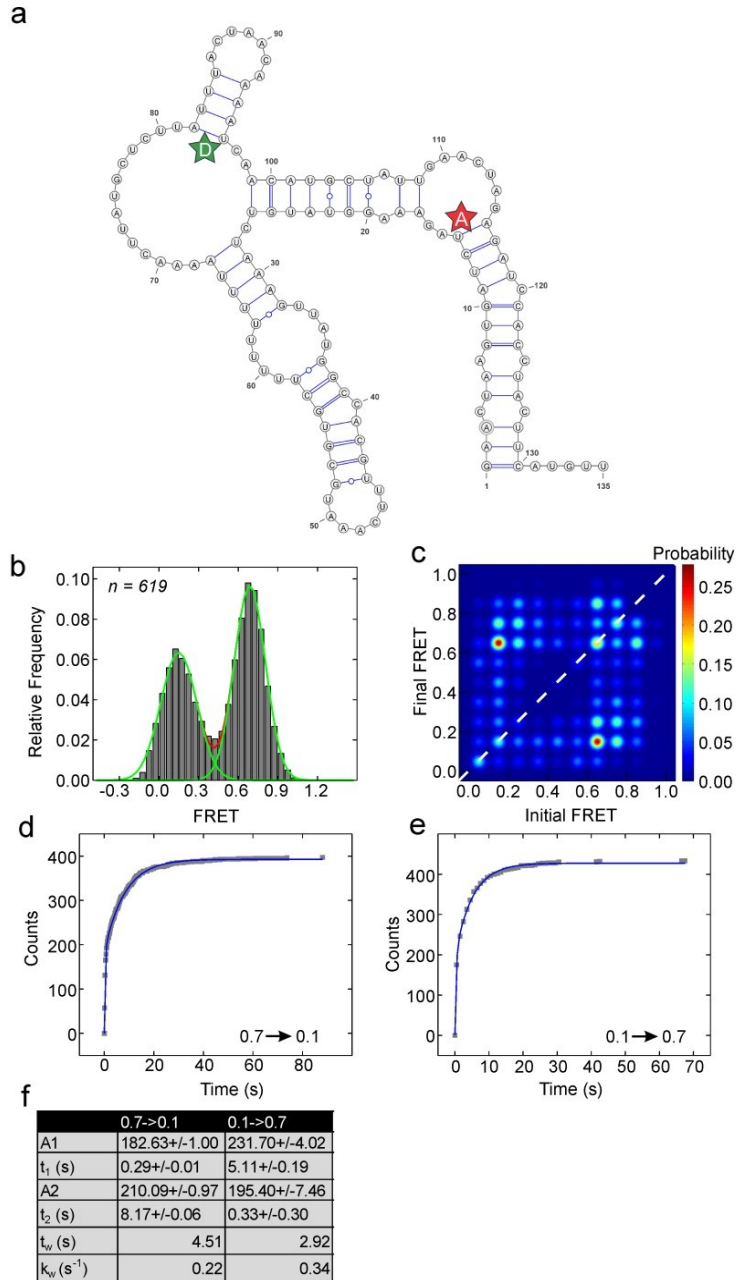 a
90
80
D
100
C A U G C U A U U
110
G U A U G G A A A G A
20
A
70
30
120
10
60
40
50
1
130
C A U G U U
135
b
n = 619
Relative Frequency
0.10
0.08
0.06
0.04
0.02
0.00
-0.3 0.0 0.3 0.6 0.9 1.2
FRET
c
Probability
Final FRET
1.0
0.8
0.6
0.4
0.2
0.0
0.0 0.2 0.4 0.6 0.8 1.0
Initial FRET
0.25
0.20
0.15
0.10
0.05
0.00
d
Counts
400
300
200
100
0
0.7 0.1
0 20 40 60 80
Time (s)
e
Counts
400
300
200
100
0
0.1 0.7
0 10 20 30 40 50 60 70
Time (s)
f
0.7->0.1 0.1->0.7
A1 182.63+/-1.00 231.70+/-4.02
t1 (s) 0.29+/-0.01 5.11+/-0.19
A2 210.09+/-0.97 195.40+/-7.46
t2 (s) 8.17+/-0.06 0.33+/-0.30
tw (s) 4.51 2.92
kw (s-1) 0.22 0.34